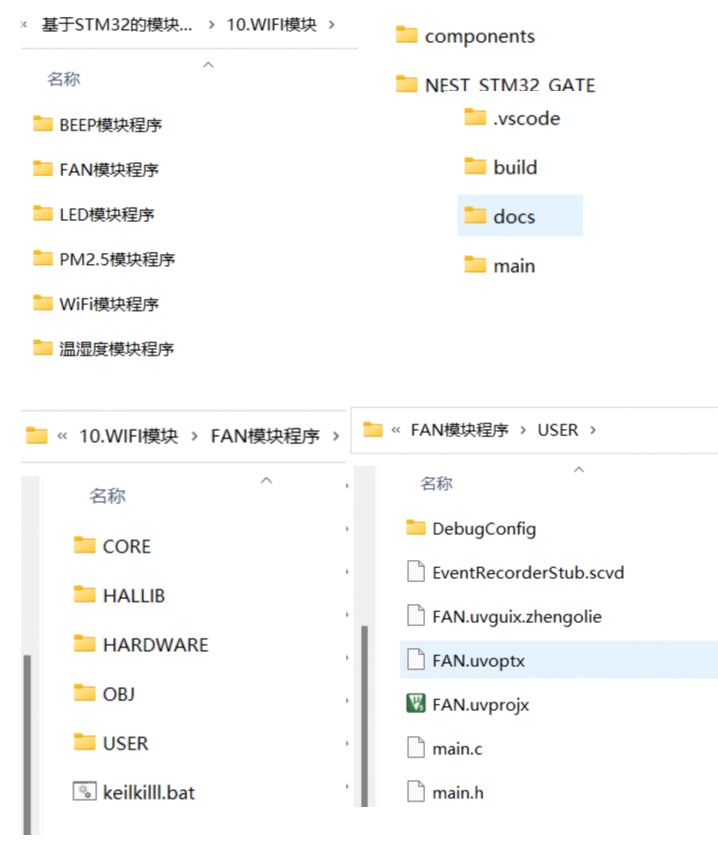 « 基于STM32的模块... › 10.WIFI模块 ›
名称
BEEP模块程序
FAN模块程序
LED模块程序
PM2.5模块程序
WiFi模块程序
温湿度模块程序
components
NEST_STM32_GATE
.vscode
build
docs
main
« 10.WIFI模块 › FAN模块程序 ›
名称
CORE
HALLIB
HARDWARE
OBJ
USER
keilkilll.bat
« FAN模块程序 › USER ›
名称
DebugConfig
EventRecorderStub.scvd
FAN.uvguix.zhengolie
FAN.uvoptx
FAN.uvprojx
main.c
main.h